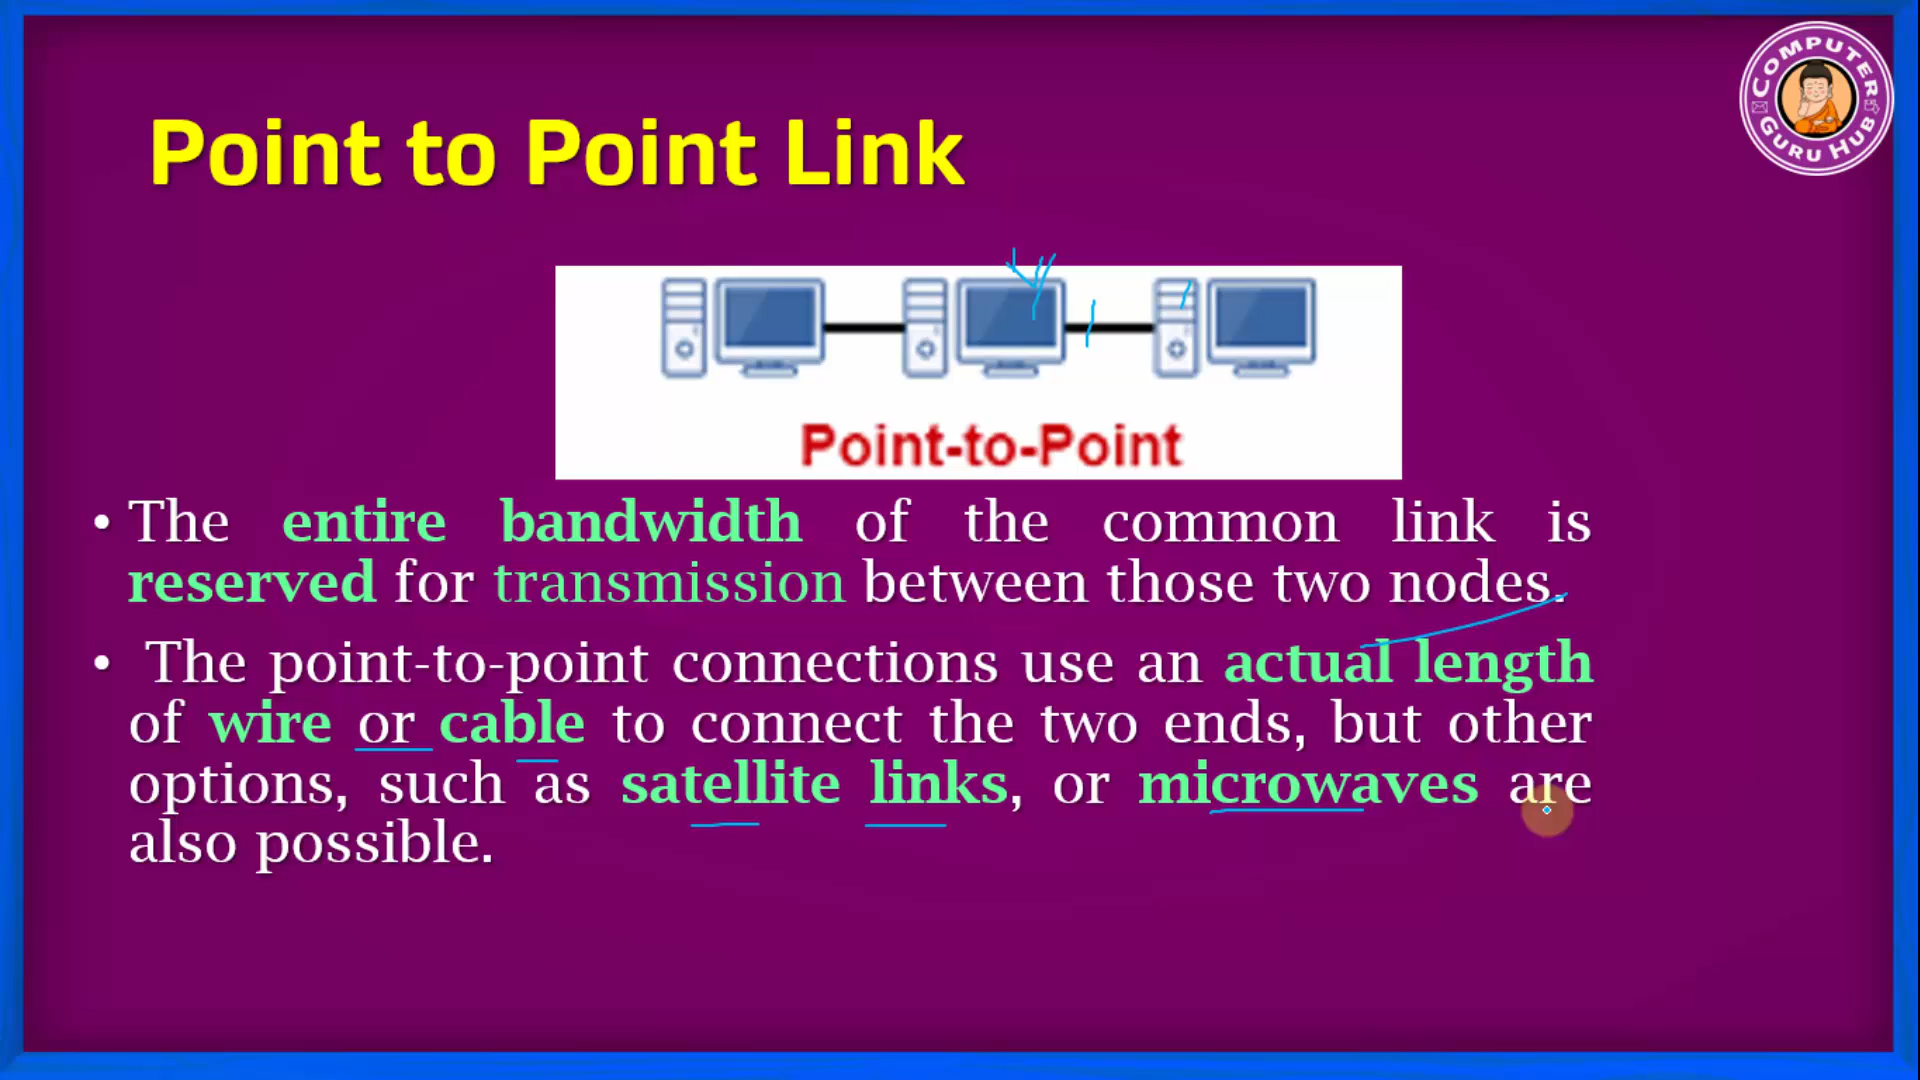 COMPUTER
GURU HUB
Point to Point Link
Point-to-Point
• The entire bandwidth of the common link is
reserved for transmission between those two nodes.
• The point-to-point connections use an actual length
of wire or cable to connect the two ends, but other
options, such as satellite links, or microwaves are
also possible.